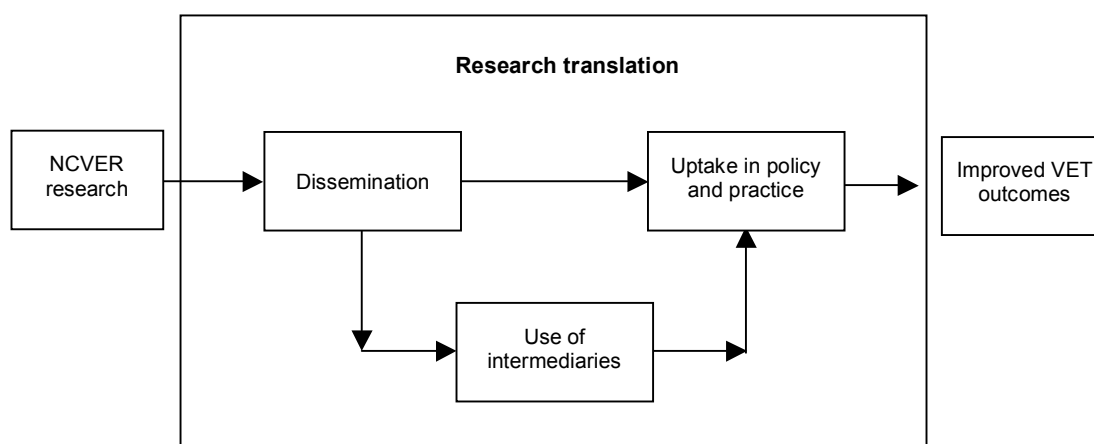 Research translation
NCVER
research
Dissemination
Uptake in policy
and practice
Improved VET
outcomes
Use of
intermediaries